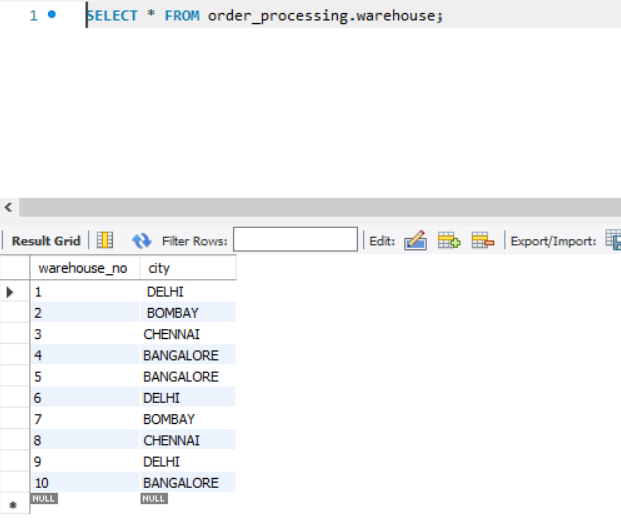 1 SELECT * FROM order_processing.warehouse;
Result Grid Filter Rows: Edit: Export/Import:
warehouse_no city
1 DELHI
2 BOMBAY
3 CHENNAI
4 BANGALORE
5 BANGALORE
6 DELHI
7 BOMBAY
8 CHENNAI
9 DELHI
10 BANGALORE
NULL NULL